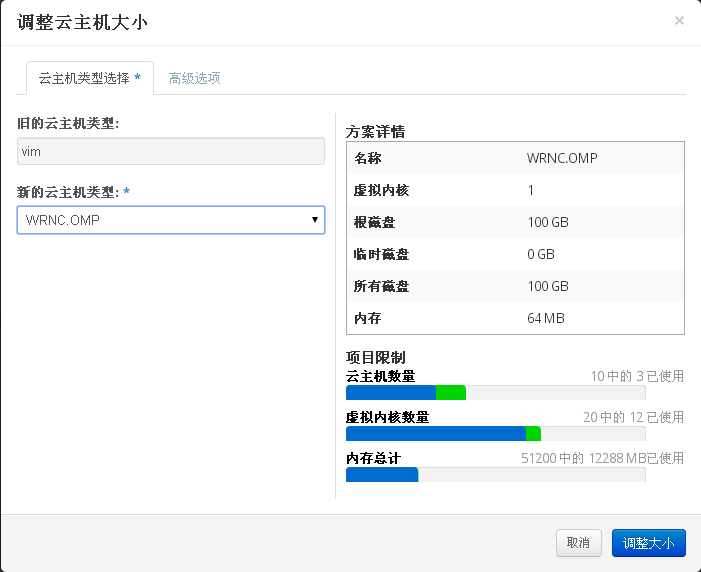 调整云主机大小
×
云主机类型选择 *
高级选项
旧的云主机类型:
vim
新的云主机类型: *
WRNC.OMP
方案详情
名称 WRNC.OMP
虚拟内核 1
根磁盘 100 GB
临时磁盘 0 GB
所有磁盘 100 GB
内存 64 MB
项目限制
云主机数量 10 中的 3 已使用
虚拟内核数量 20 中的 12 已使用
内存总计 51200 中的 12288 MB已使用
取消
调整大小